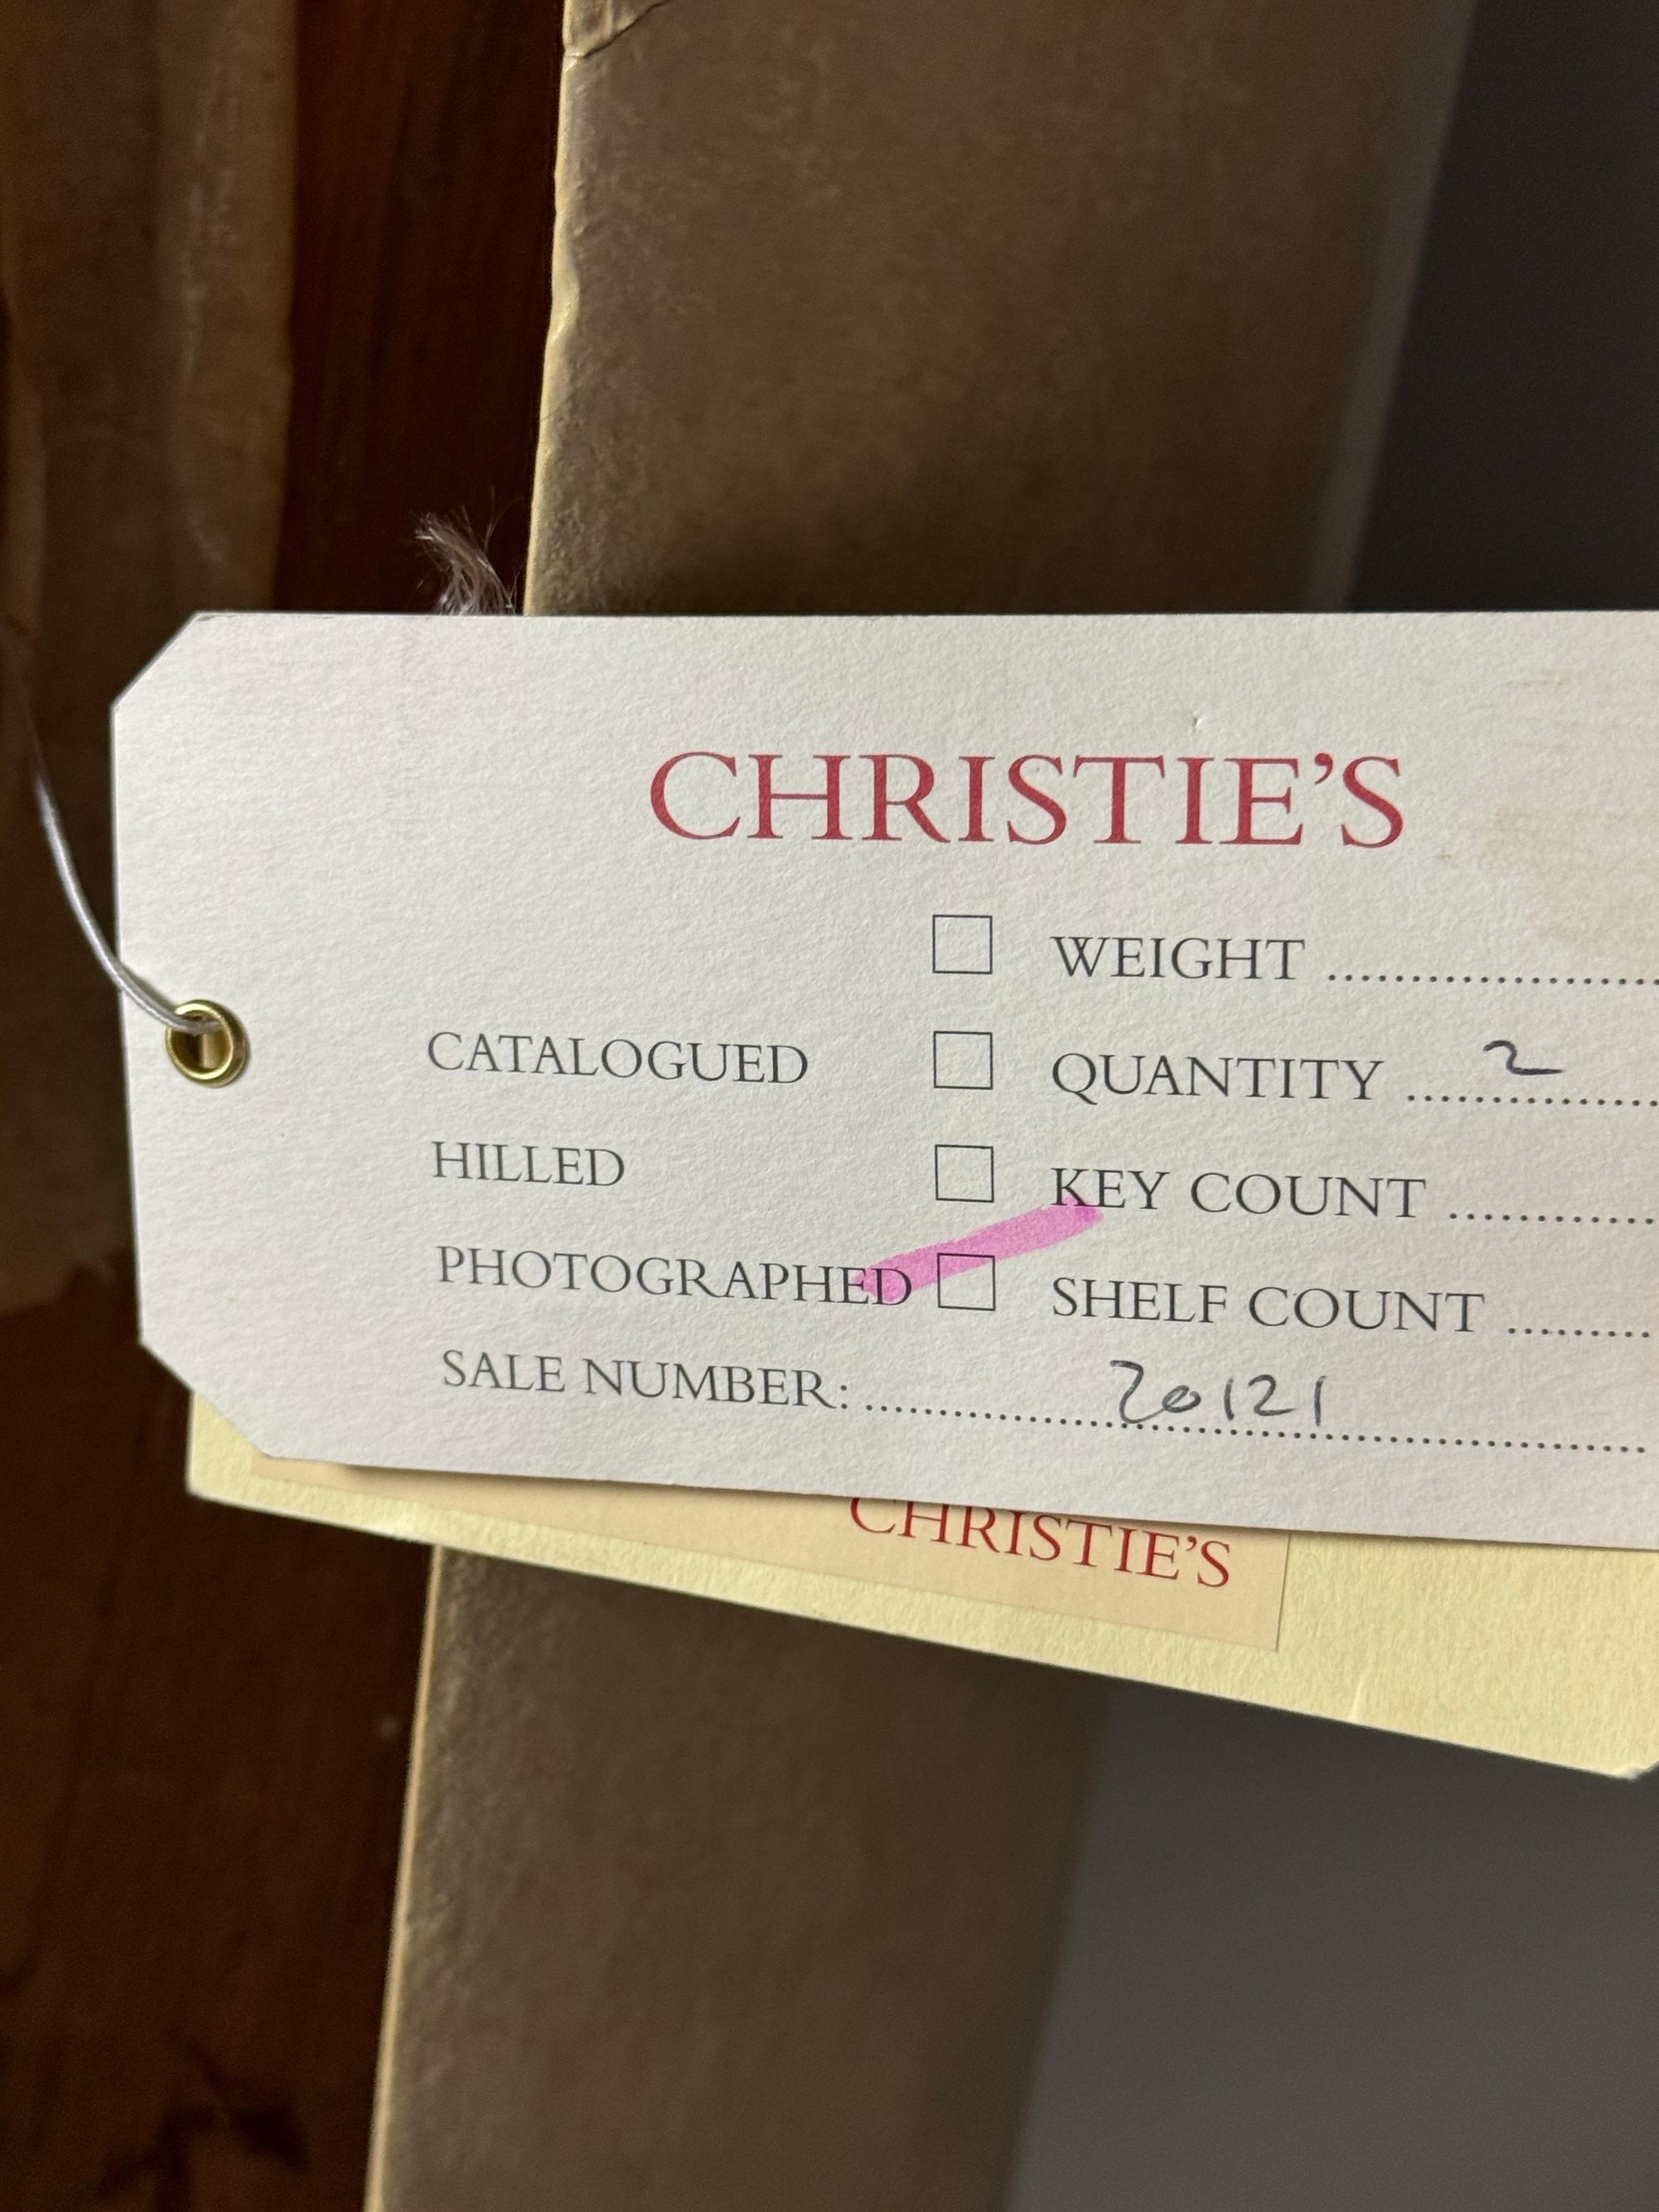 CHRISTIE'S
WEIGHT ....................
CATALOGUED QUANTITY ........ 2 ........
HILLED KEY COUNT ............
PHOTOGRAPHED SHELF COUNT .........
SALE NUMBER: .................... 20121 ....................
CHRISTIE'S